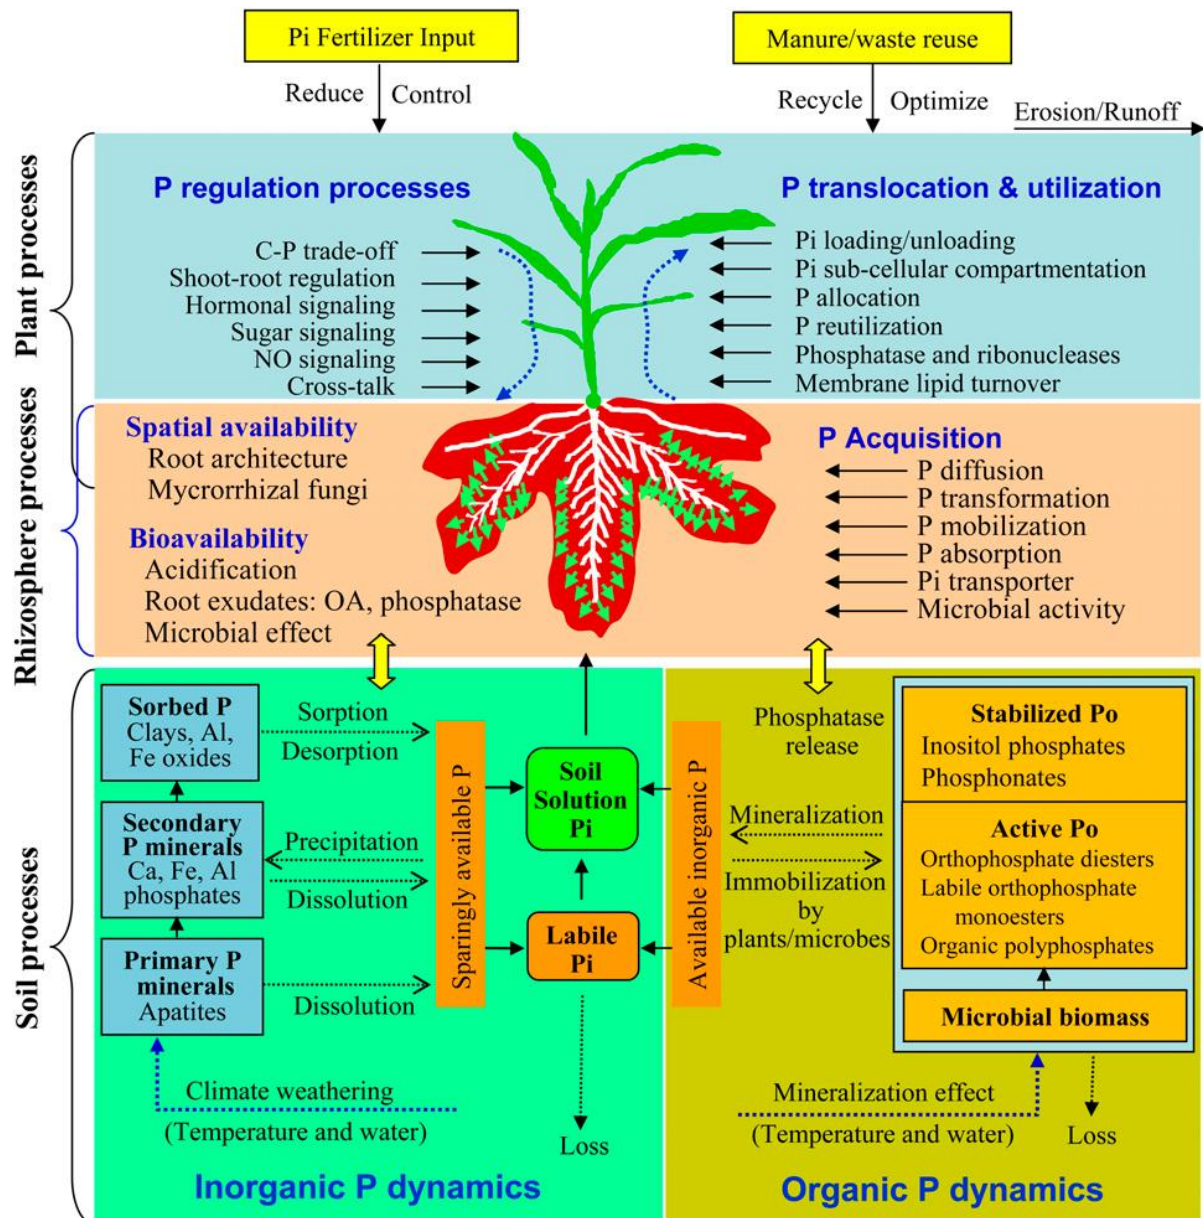 Pi Fertilizer Input
Manure/waste reuse
Reduce
Control
Recycle
Optimize
Erosion/Runoff
Plant processes
P regulation processes
C-P trade-off
Shoot-root regulation
Hormonal signaling
Sugar signaling
NO signaling
Cross-talk
P translocation & utilization
Pi loading/unloading
Pi sub-cellular compartmentation
P allocation
P reutilization
Phosphatase and ribonucleases
Membrane lipid turnover
Rhizosphere processes
Spatial availability
Root architecture
Mycrorrhizal fungi
Bioavailability
Acidification
Root exudates: OA, phosphatase
Microbial effect
P Acquisition
P diffusion
P transformation
P mobilization
P absorption
Pi transporter
Microbial activity
Soil processes
Sorbed P
Clays, Al,
Fe oxides
Secondary
P minerals
Ca, Fe, Al
phosphates
Primary P
minerals
Apatites
Sorption
Desorption
Precipitation
Dissolution
Dissolution
Sparingly available P
Soil
Solution
Pi
Labile
Pi
Loss
Climate weathering
(Temperature and water)
Inorganic P dynamics
Available inorganic P
Phosphatase
release
Mineralization
Immobilization
by
plants/microbes
Stabilized Po
Inositol phosphates
Phosphonates
Active Po
Orthophosphate diesters
Labile orthophosphate
monoesters
Organic polyphosphates
Microbial biomass
Mineralization effect
(Temperature and water)
Loss
Organic P dynamics